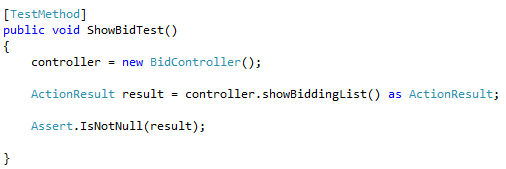 [TestMethod]
public void ShowBidTest()
{
    controller = new BidController();
    ActionResult result = controller.showBiddingList() as ActionResult;
    Assert.IsNotNull(result);
}